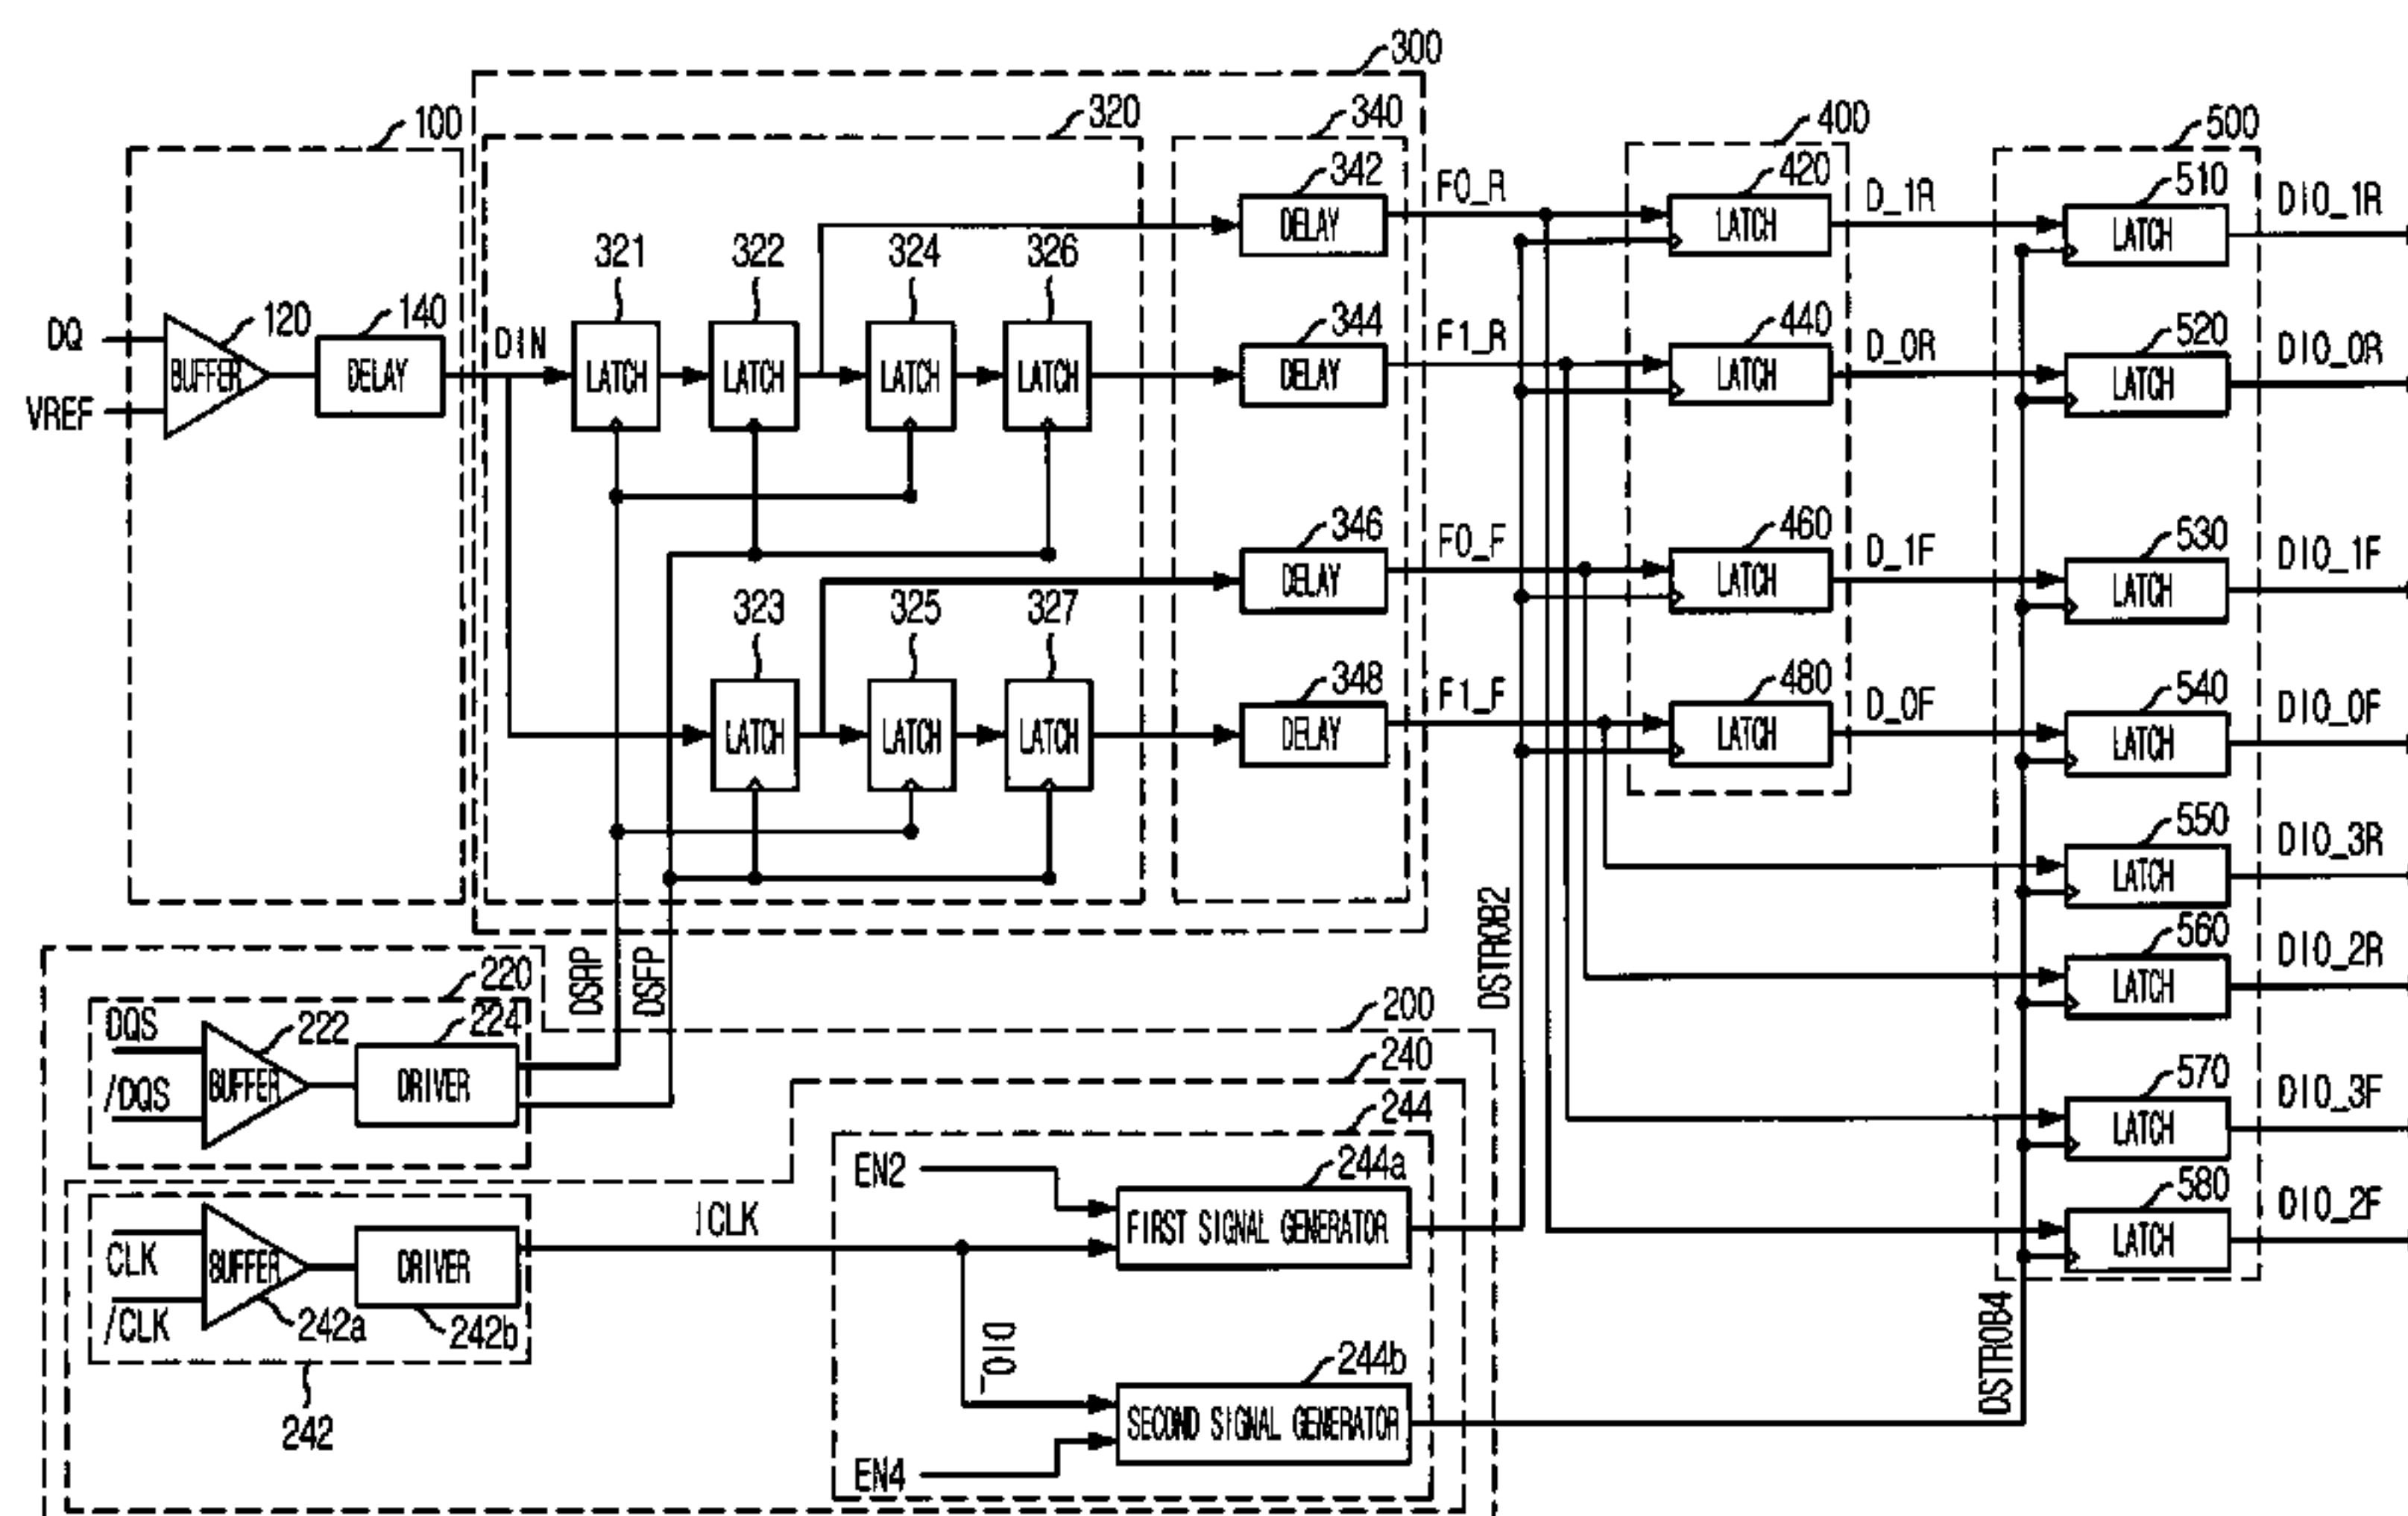 300
100
320
340
400
500
DQ
VREF
120
BUFFER
140
DELAY
DIN
321
322
324
326
LATCH
LATCH
LATCH
LATCH
323
325
327
LATCH
LATCH
LATCH
342
DELAY
344
DELAY
346
DELAY
348
DELAY
F0_R
F1_R
F0_F
F1_F
420
LATCH
440
LATCH
460
LATCH
480
LATCH
D_1R
D_0R
D_1F
D_0F
510
LATCH
520
LATCH
530
LATCH
540
LATCH
550
LATCH
560
LATCH
570
LATCH
580
LATCH
DIO_1R
DIO_0R
DIO_1F
DIO_0F
DIO_3R
DIO_2R
DIO_3F
DIO_2F
DSRP
DSFP
DSTROB2
DSTROB4
220
DQS
/DQS
222
BUFFER
224
DRIVER
200
240
244
EN2
244a
FIRST SIGNAL GENERATOR
ICLK
CLK
/CLK
BUFFER
242a
DRIVER
242b
242
_DIO
EN4
244b
SECOND SIGNAL GENERATOR